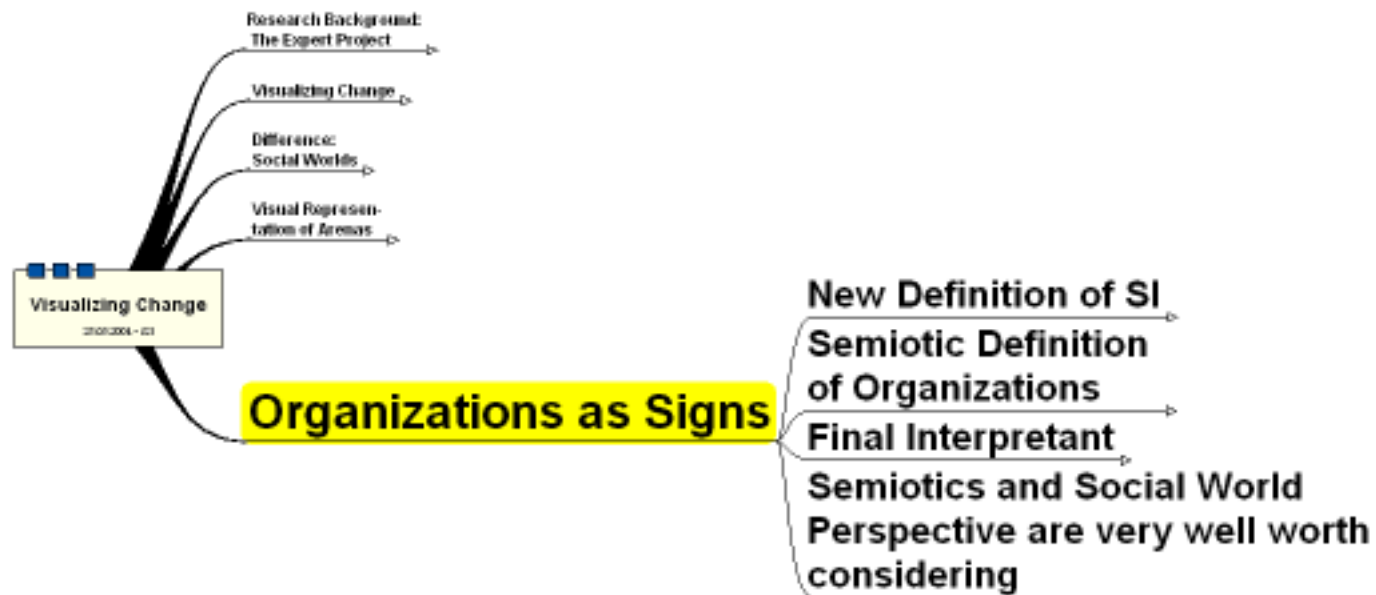 Research Background:
The Expert Project
Visualizing Change
Difference:
Social Worlds
Visual Represen-
tation of Arenas
Visualizing Change
Organizations as Signs
New Definition of SI
Semiotic Definition
of Organizations
Final Interpretant
Semiotics and Social World
Perspective are very well worth
considering